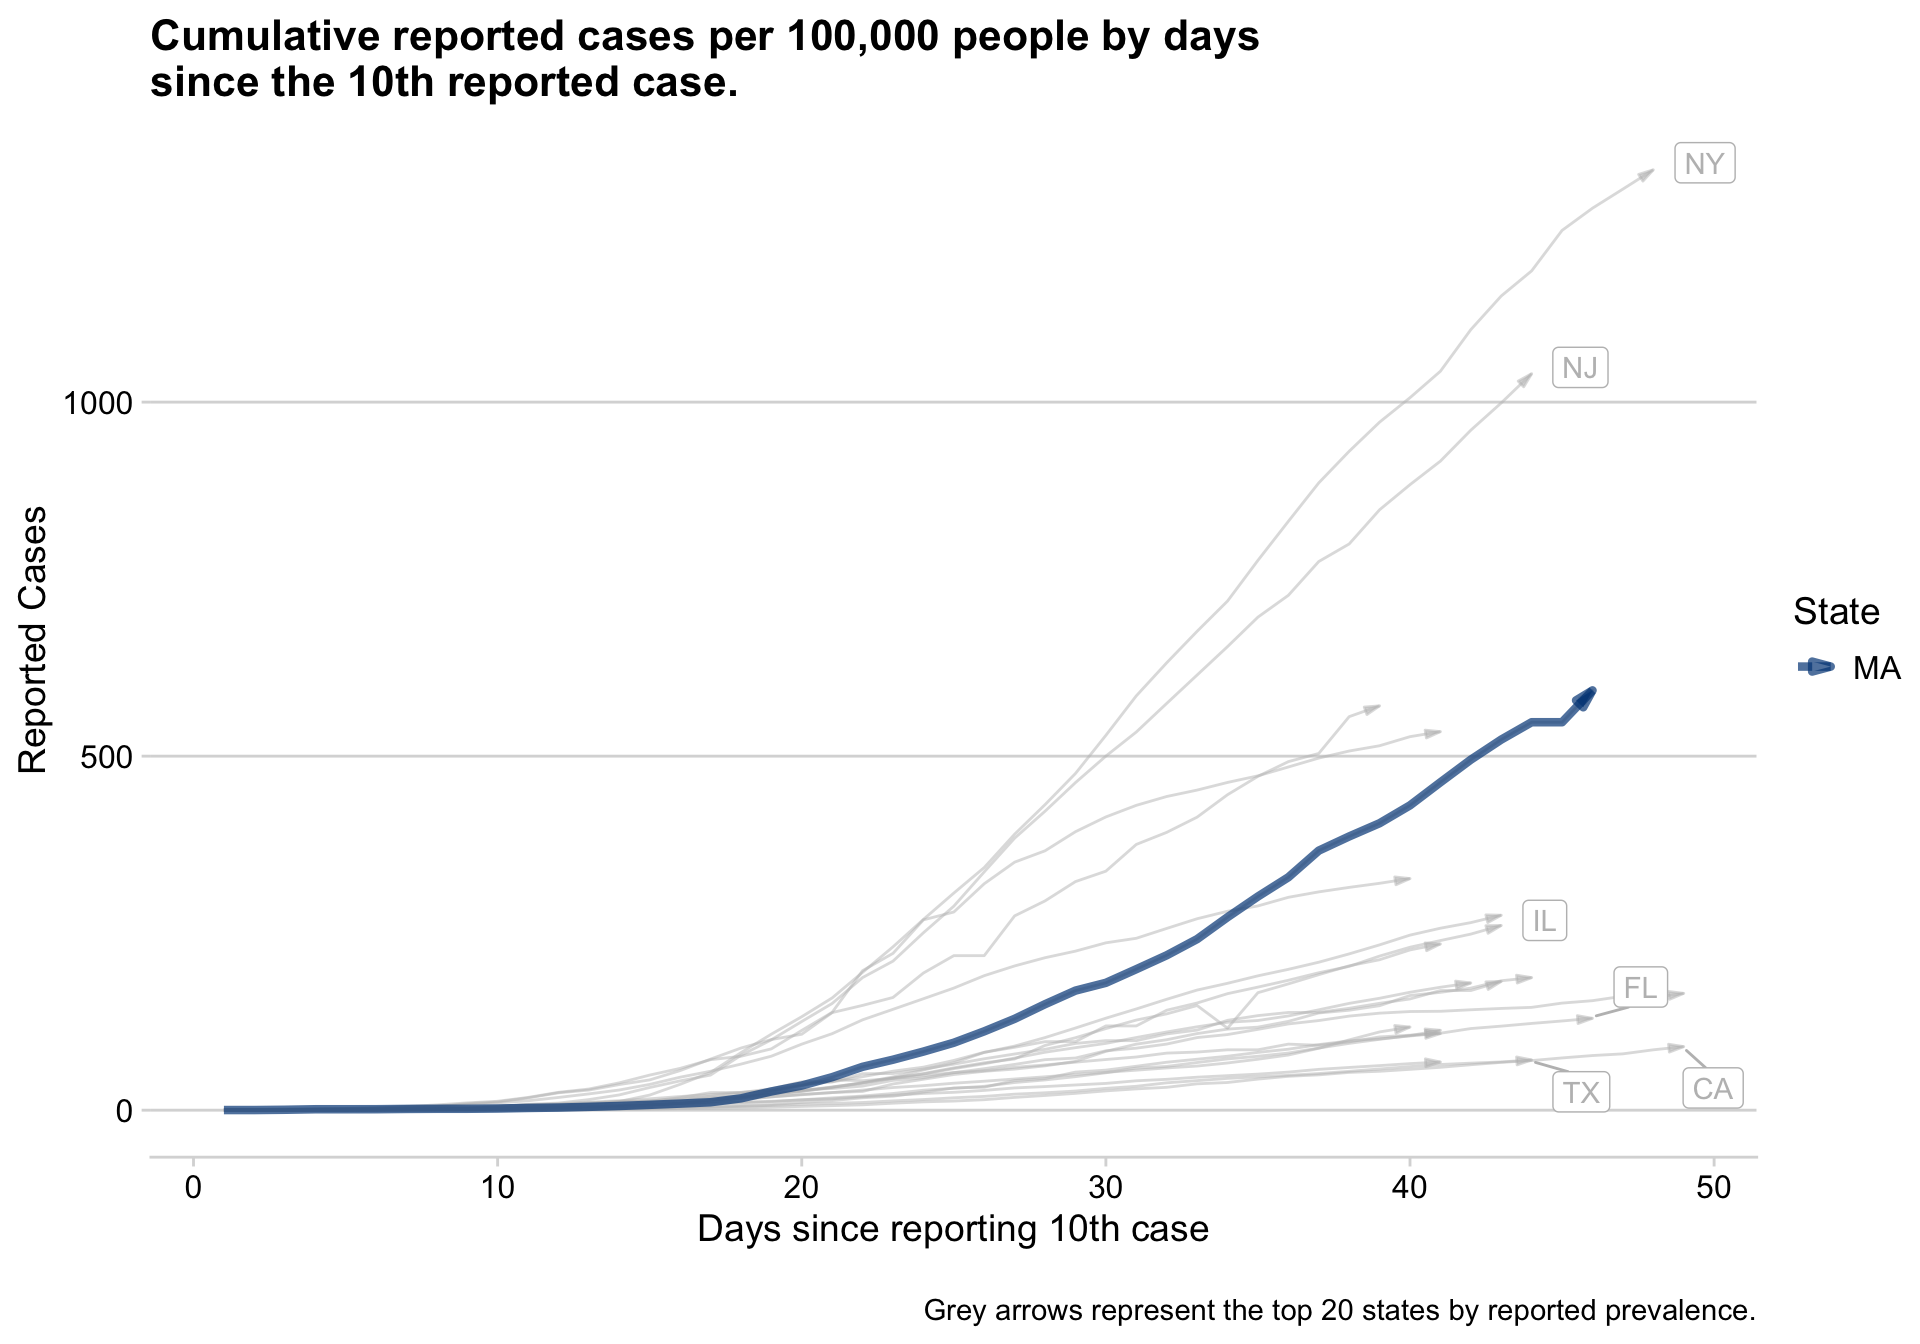 Cumulative reported cases per 100,000 people by days
since the 10th reported case.
NY
NJ
1000
Reported Cases
State
MA
500
IL
FL
TX
CA
0
0 10 20 30 40 50
Days since reporting 10th case
Grey arrows represent the top 20 states by reported prevalence.